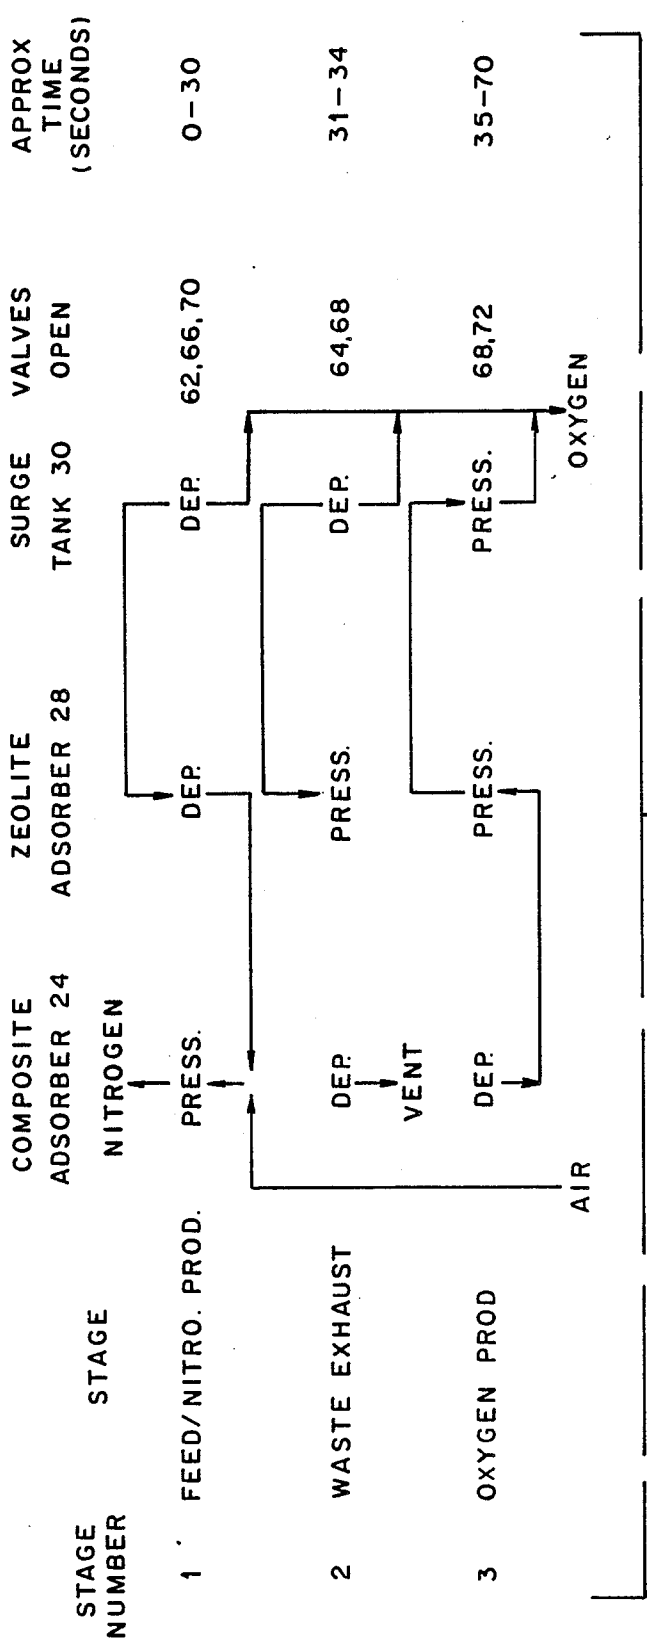 STAGE
NUMBER
STAGE
COMPOSITE
ADSORBER 24
ZEOLITE
ADSORBER 28
SURGE
TANK 30
VALVES
OPEN
APPROX
TIME
(SECONDS)
NITROGEN
1
FEED/NITRO. PROD.
PRESS.
DEP.
DEP.
62,66,70
0-30
2
WASTE EXHAUST
DEP.
PRESS.
DEP.
64,68
31-34
VENT
3
OXYGEN PROD
DEP.
PRESS.
PRESS.
68,72
35-70
AIR
OXYGEN